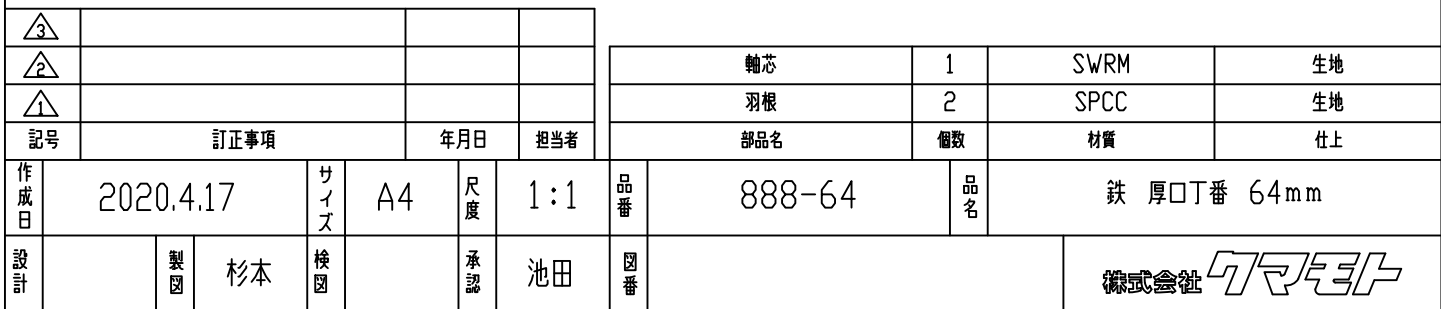 3
2
1
記号 訂正事項 年月日 担当者
軸芯 1 SWRM 生地
羽根 2 SPCC 生地
部品名 個数 材質 仕上
作成日 2020.4.17 サイズ A4 尺度 1:1 品番 888-64 品名 鉄 厚口丁番 64mm
設計 製図 杉本 検図 承認 池田 図番 株式会社クマモト